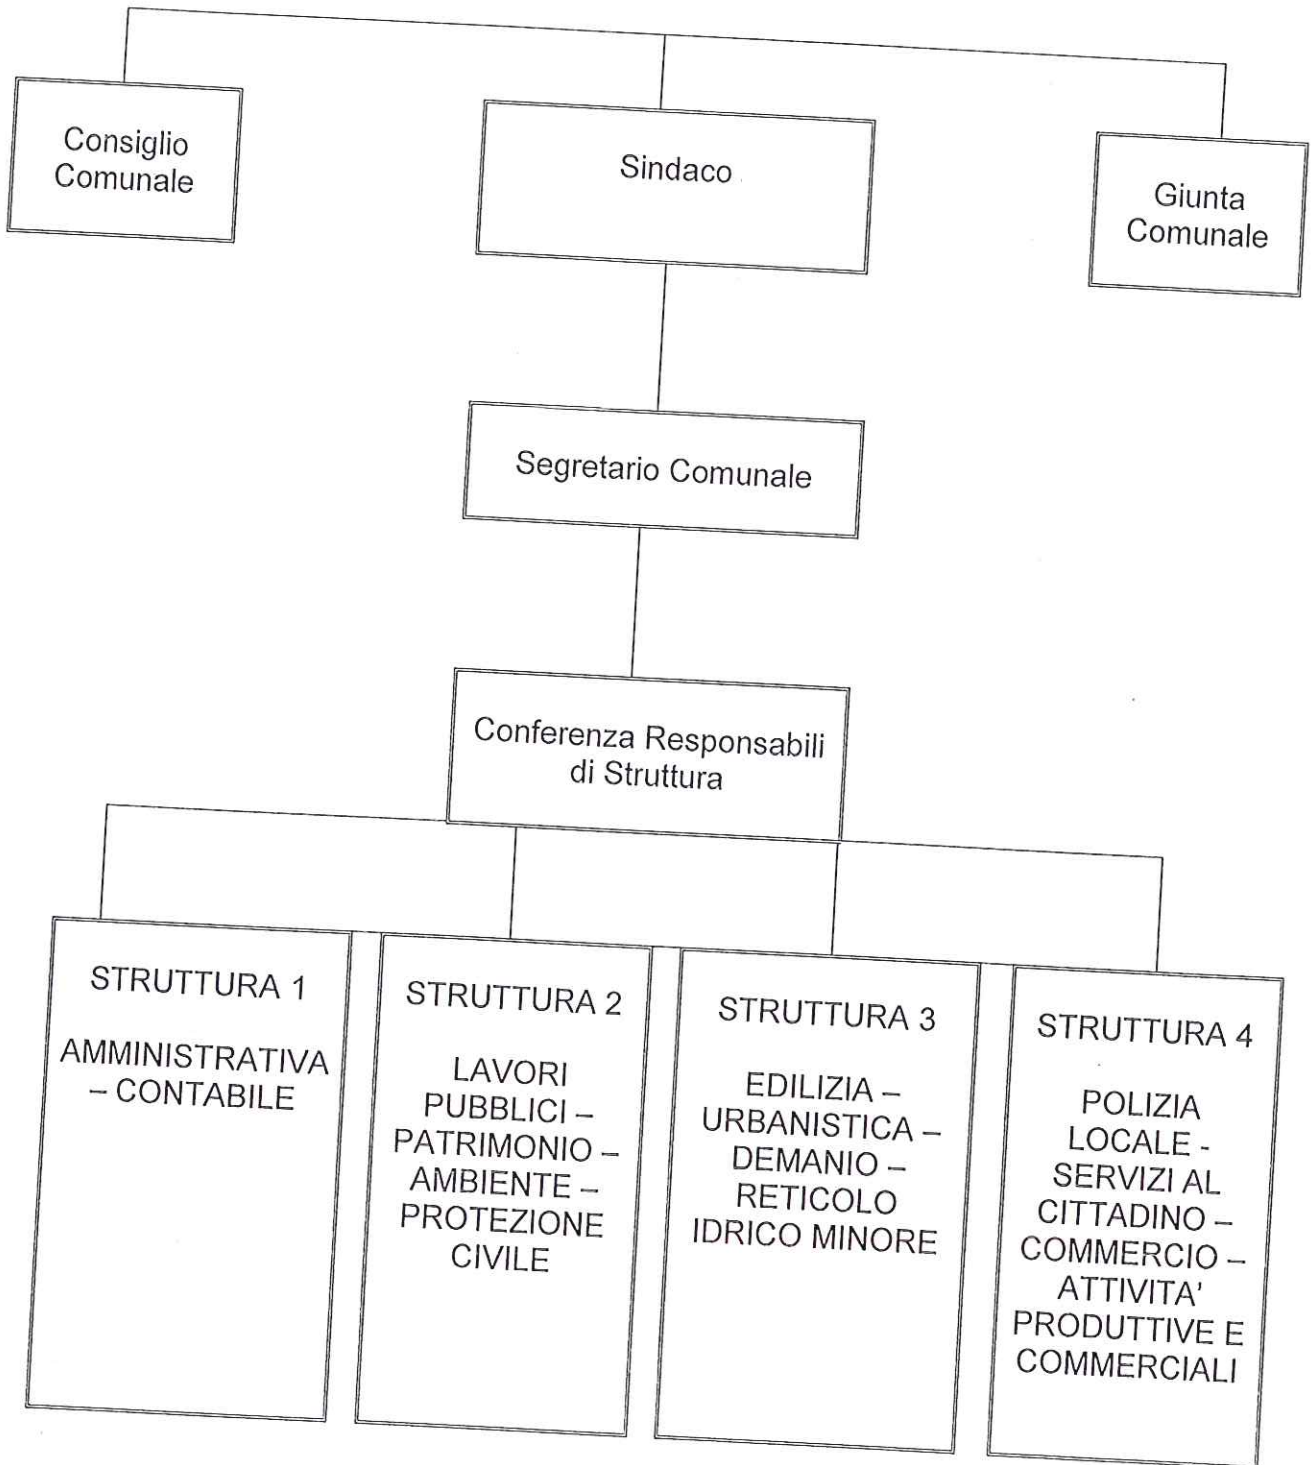 Consiglio
Comunale
Sindaco
Giunta
Comunale
Segretario Comunale
Conferenza Responsabili
di Struttura
STRUTTURA 1
AMMINISTRATIVA
– CONTABILE
STRUTTURA 2
LAVORI
PUBBLICI –
PATRIMONIO –
AMBIENTE –
PROTEZIONE
CIVILE
STRUTTURA 3
EDILIZIA –
URBANISTICA –
DEMANIO –
RETICOLO
IDRICO MINORE
STRUTTURA 4
POLIZIA
LOCALE -
SERVIZI AL
CITTADINO –
COMMERCIO –
ATTIVITA'
PRODUTTIVE E
COMMERCIALI